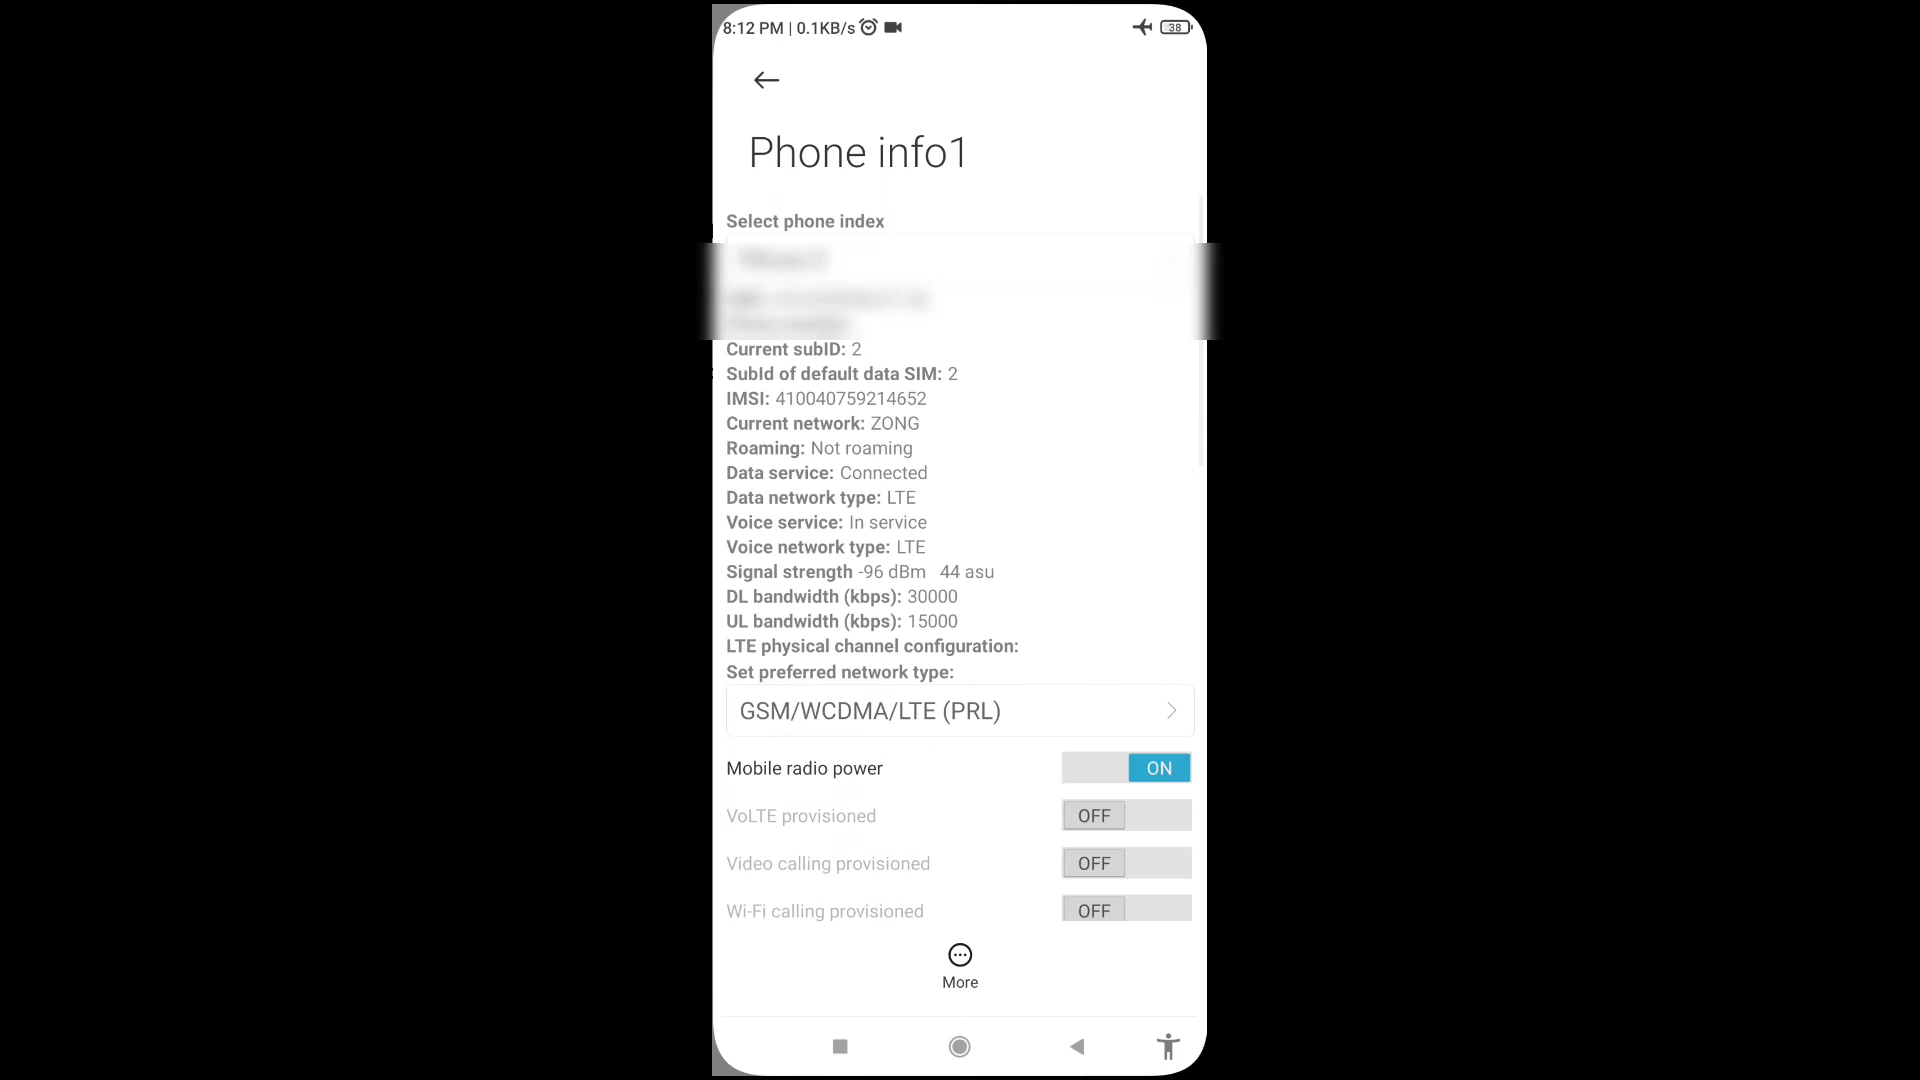 8:12 PM | 0.1KB/s 38
Phone info1
Select phone index
Current subID: 2
SubId of default data SIM: 2
IMSI: 410040759214652
Current network: ZONG
Roaming: Not roaming
Data service: Connected
Data network type: LTE
Voice service: In service
Voice network type: LTE
Signal strength -96 dBm 44 asu
DL bandwidth (kbps): 30000
UL bandwidth (kbps): 15000
LTE physical channel configuration:
Set preferred network type:
GSM/WCDMA/LTE (PRL)
Mobile radio power ON
VoLTE provisioned OFF
Video calling provisioned OFF
Wi-Fi calling provisioned OFF
More